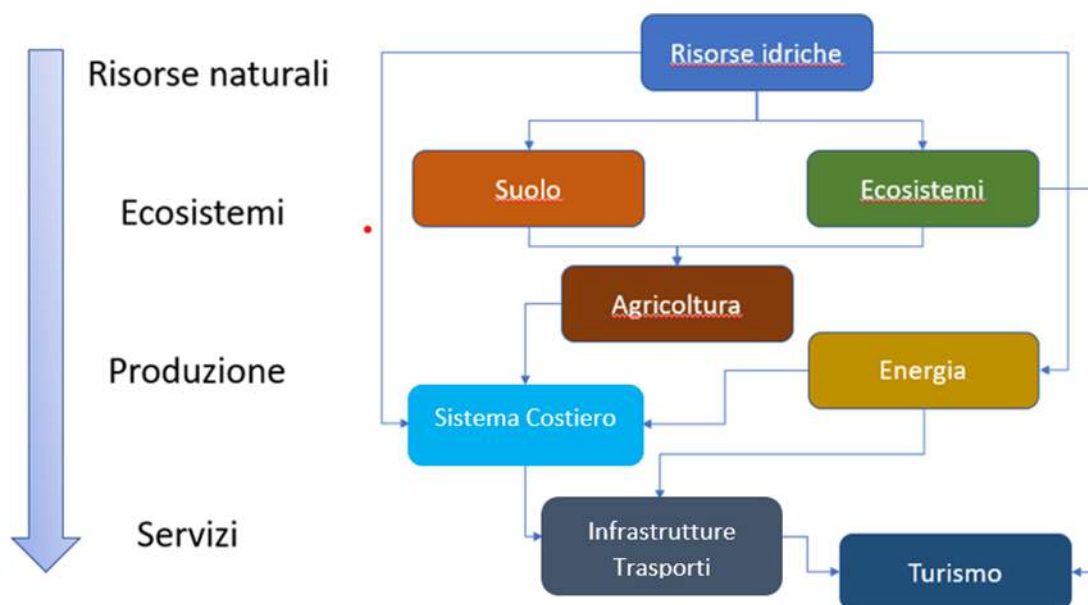 Risorse naturali
Risorse idriche
Ecosistemi
Suolo
Ecosistemi
Agricoltura
Produzione
Energia
Sistema Costiero
Servizi
Infrastrutture
Trasporti
Turismo